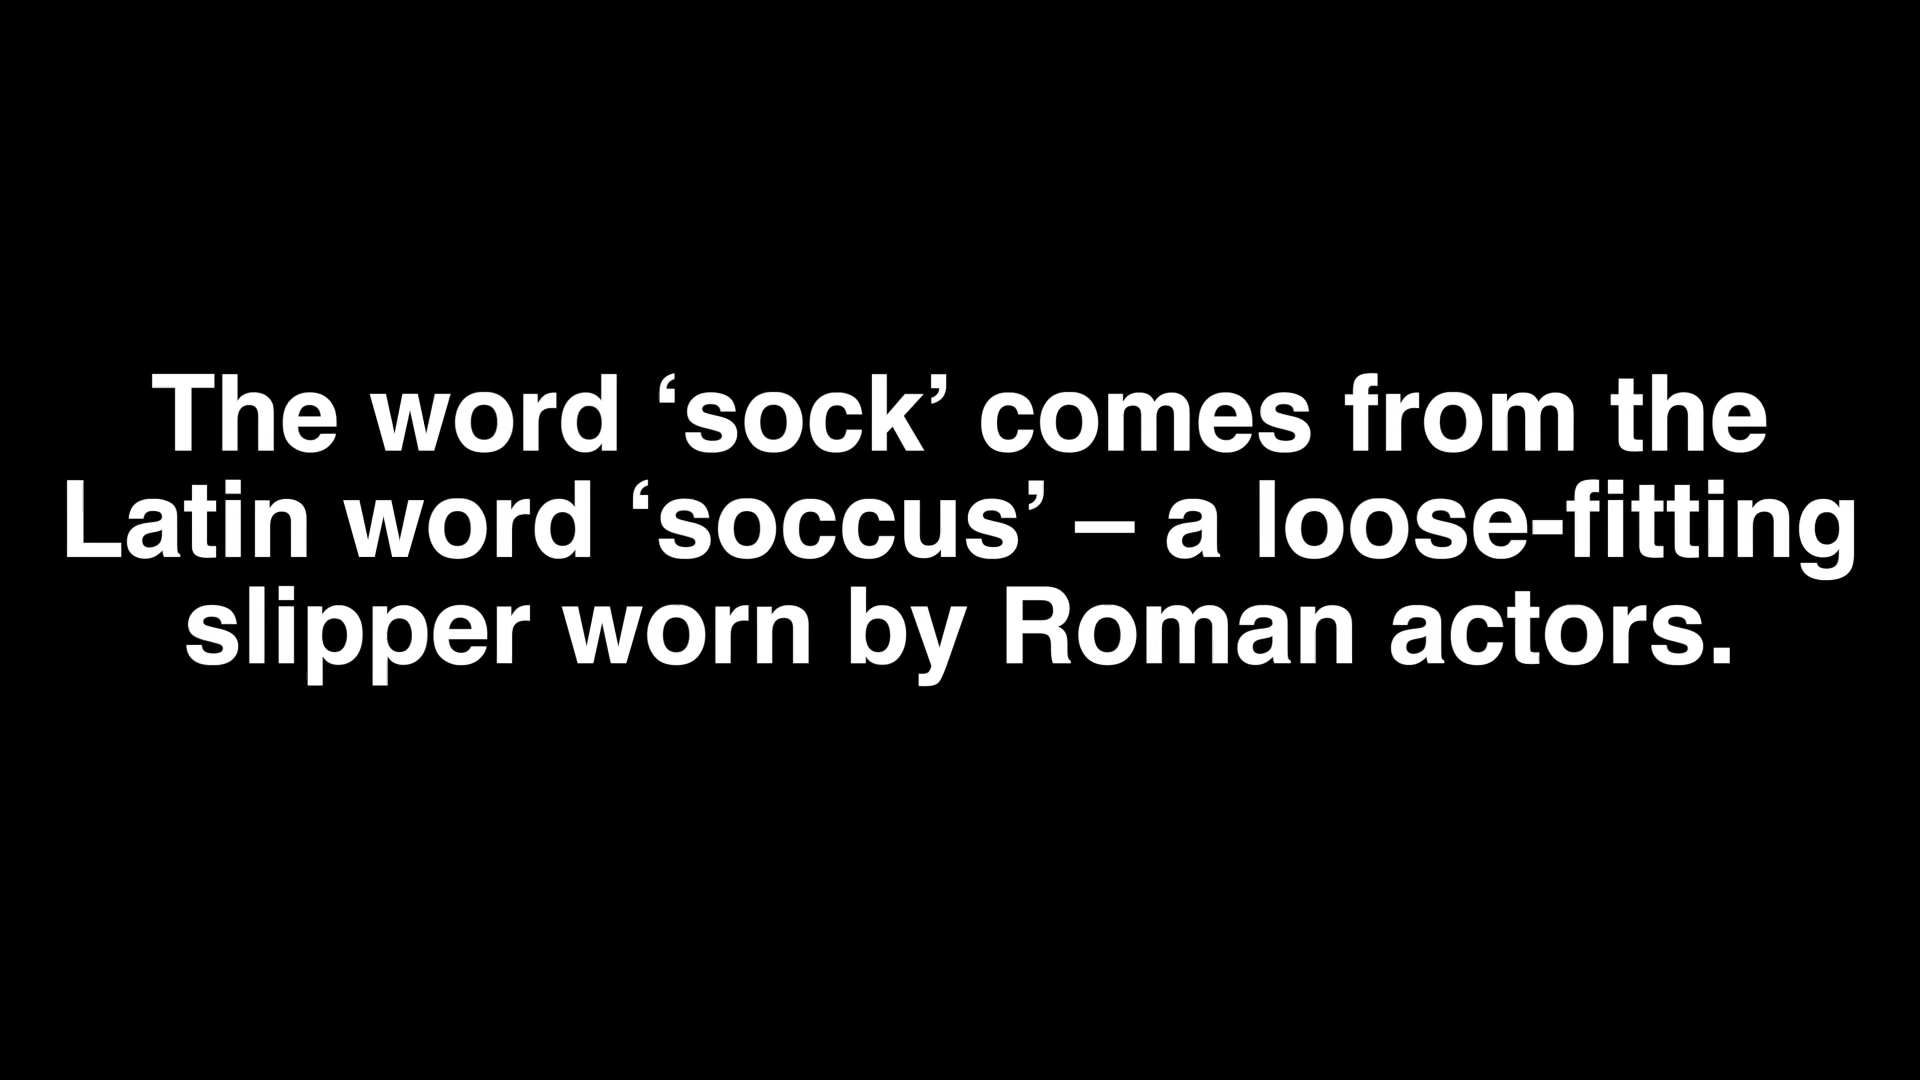 The word ‘sock’ comes from the
Latin word ‘soccus’ – a loose-fitting
slipper worn by Roman actors.